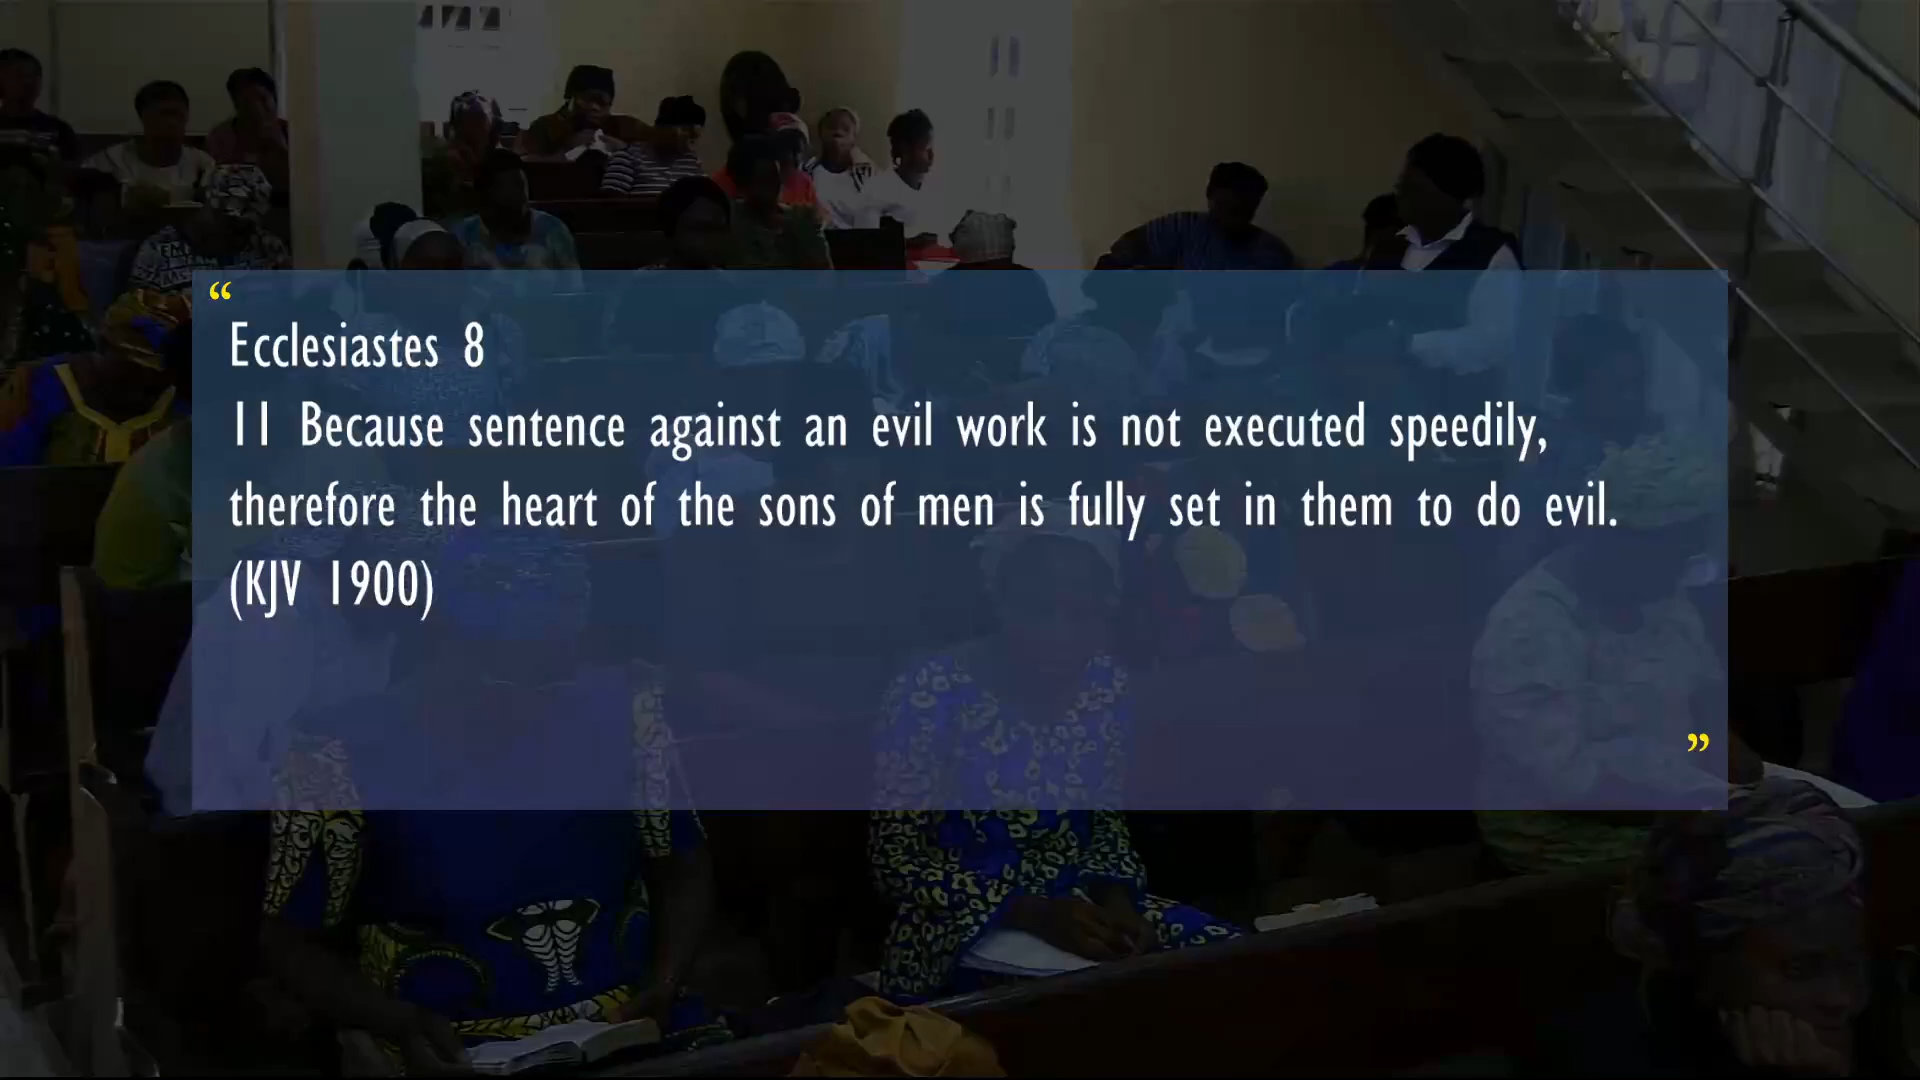 “
Ecclesiastes 8
11 Because sentence against an evil work is not executed speedily,
therefore the heart of the sons of men is fully set in them to do evil.
(KJV 1900)
”